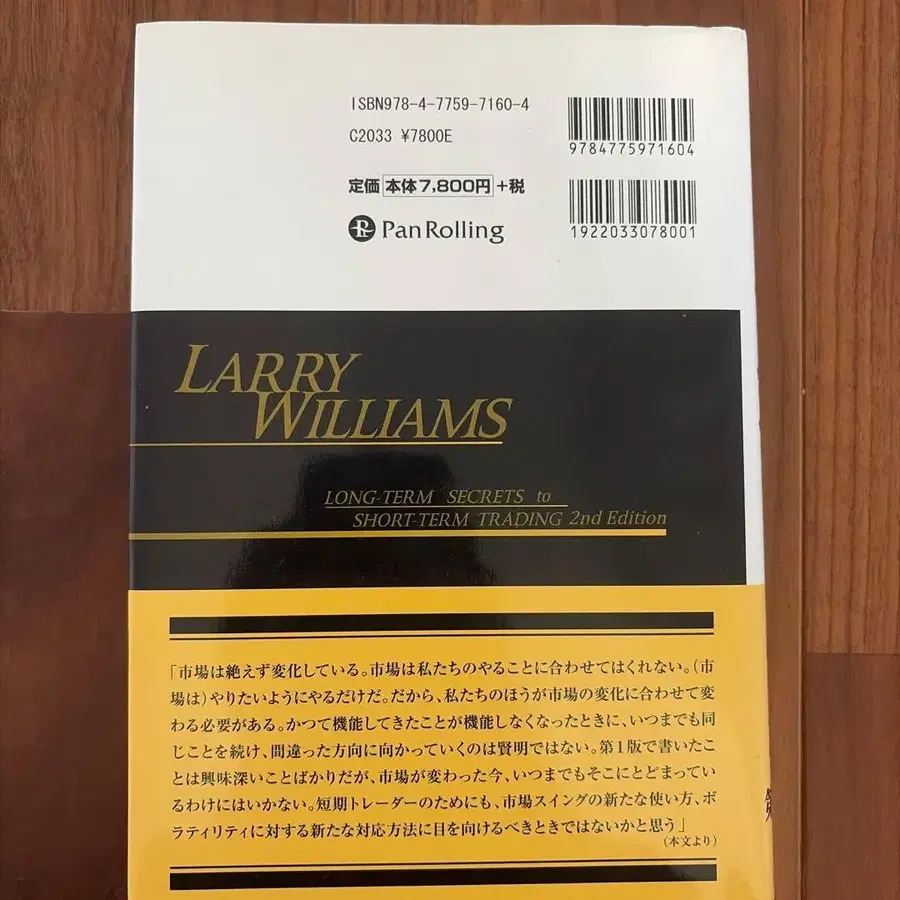 ISBN978-4-7759-7160-4
C2033 ¥7800E
9784775971604
定価 本体7,800円 +税
1922033078001
PanRolling
LARRY
WILLIAMS
LONG-TERM SECRETS to
SHORT-TERM TRADING 2nd Edition
「市場は絶えず変化している。市場は私たちのやることに合わせてはくれない。(市
場は)やりたいようにやるだけだ。だから、私たちのほうが市場の変化に合わせて変
わる必要がある。かつて機能してきたことが機能しなくなったときに、いつまでも同
じことを続け、間違った方向に向かっていくのは賢明ではない。第1版で書いたこ
とは興味深いことばかりだが、市場が変わった今、いつまでもそこにとどまってい
るわけにはいかない。短期トレーダーのためにも、市場スイングの新たな使い方、ボ
ラティリティに対する新たな対応方法に目を向けるべきときではないかと思う」
(本文より)